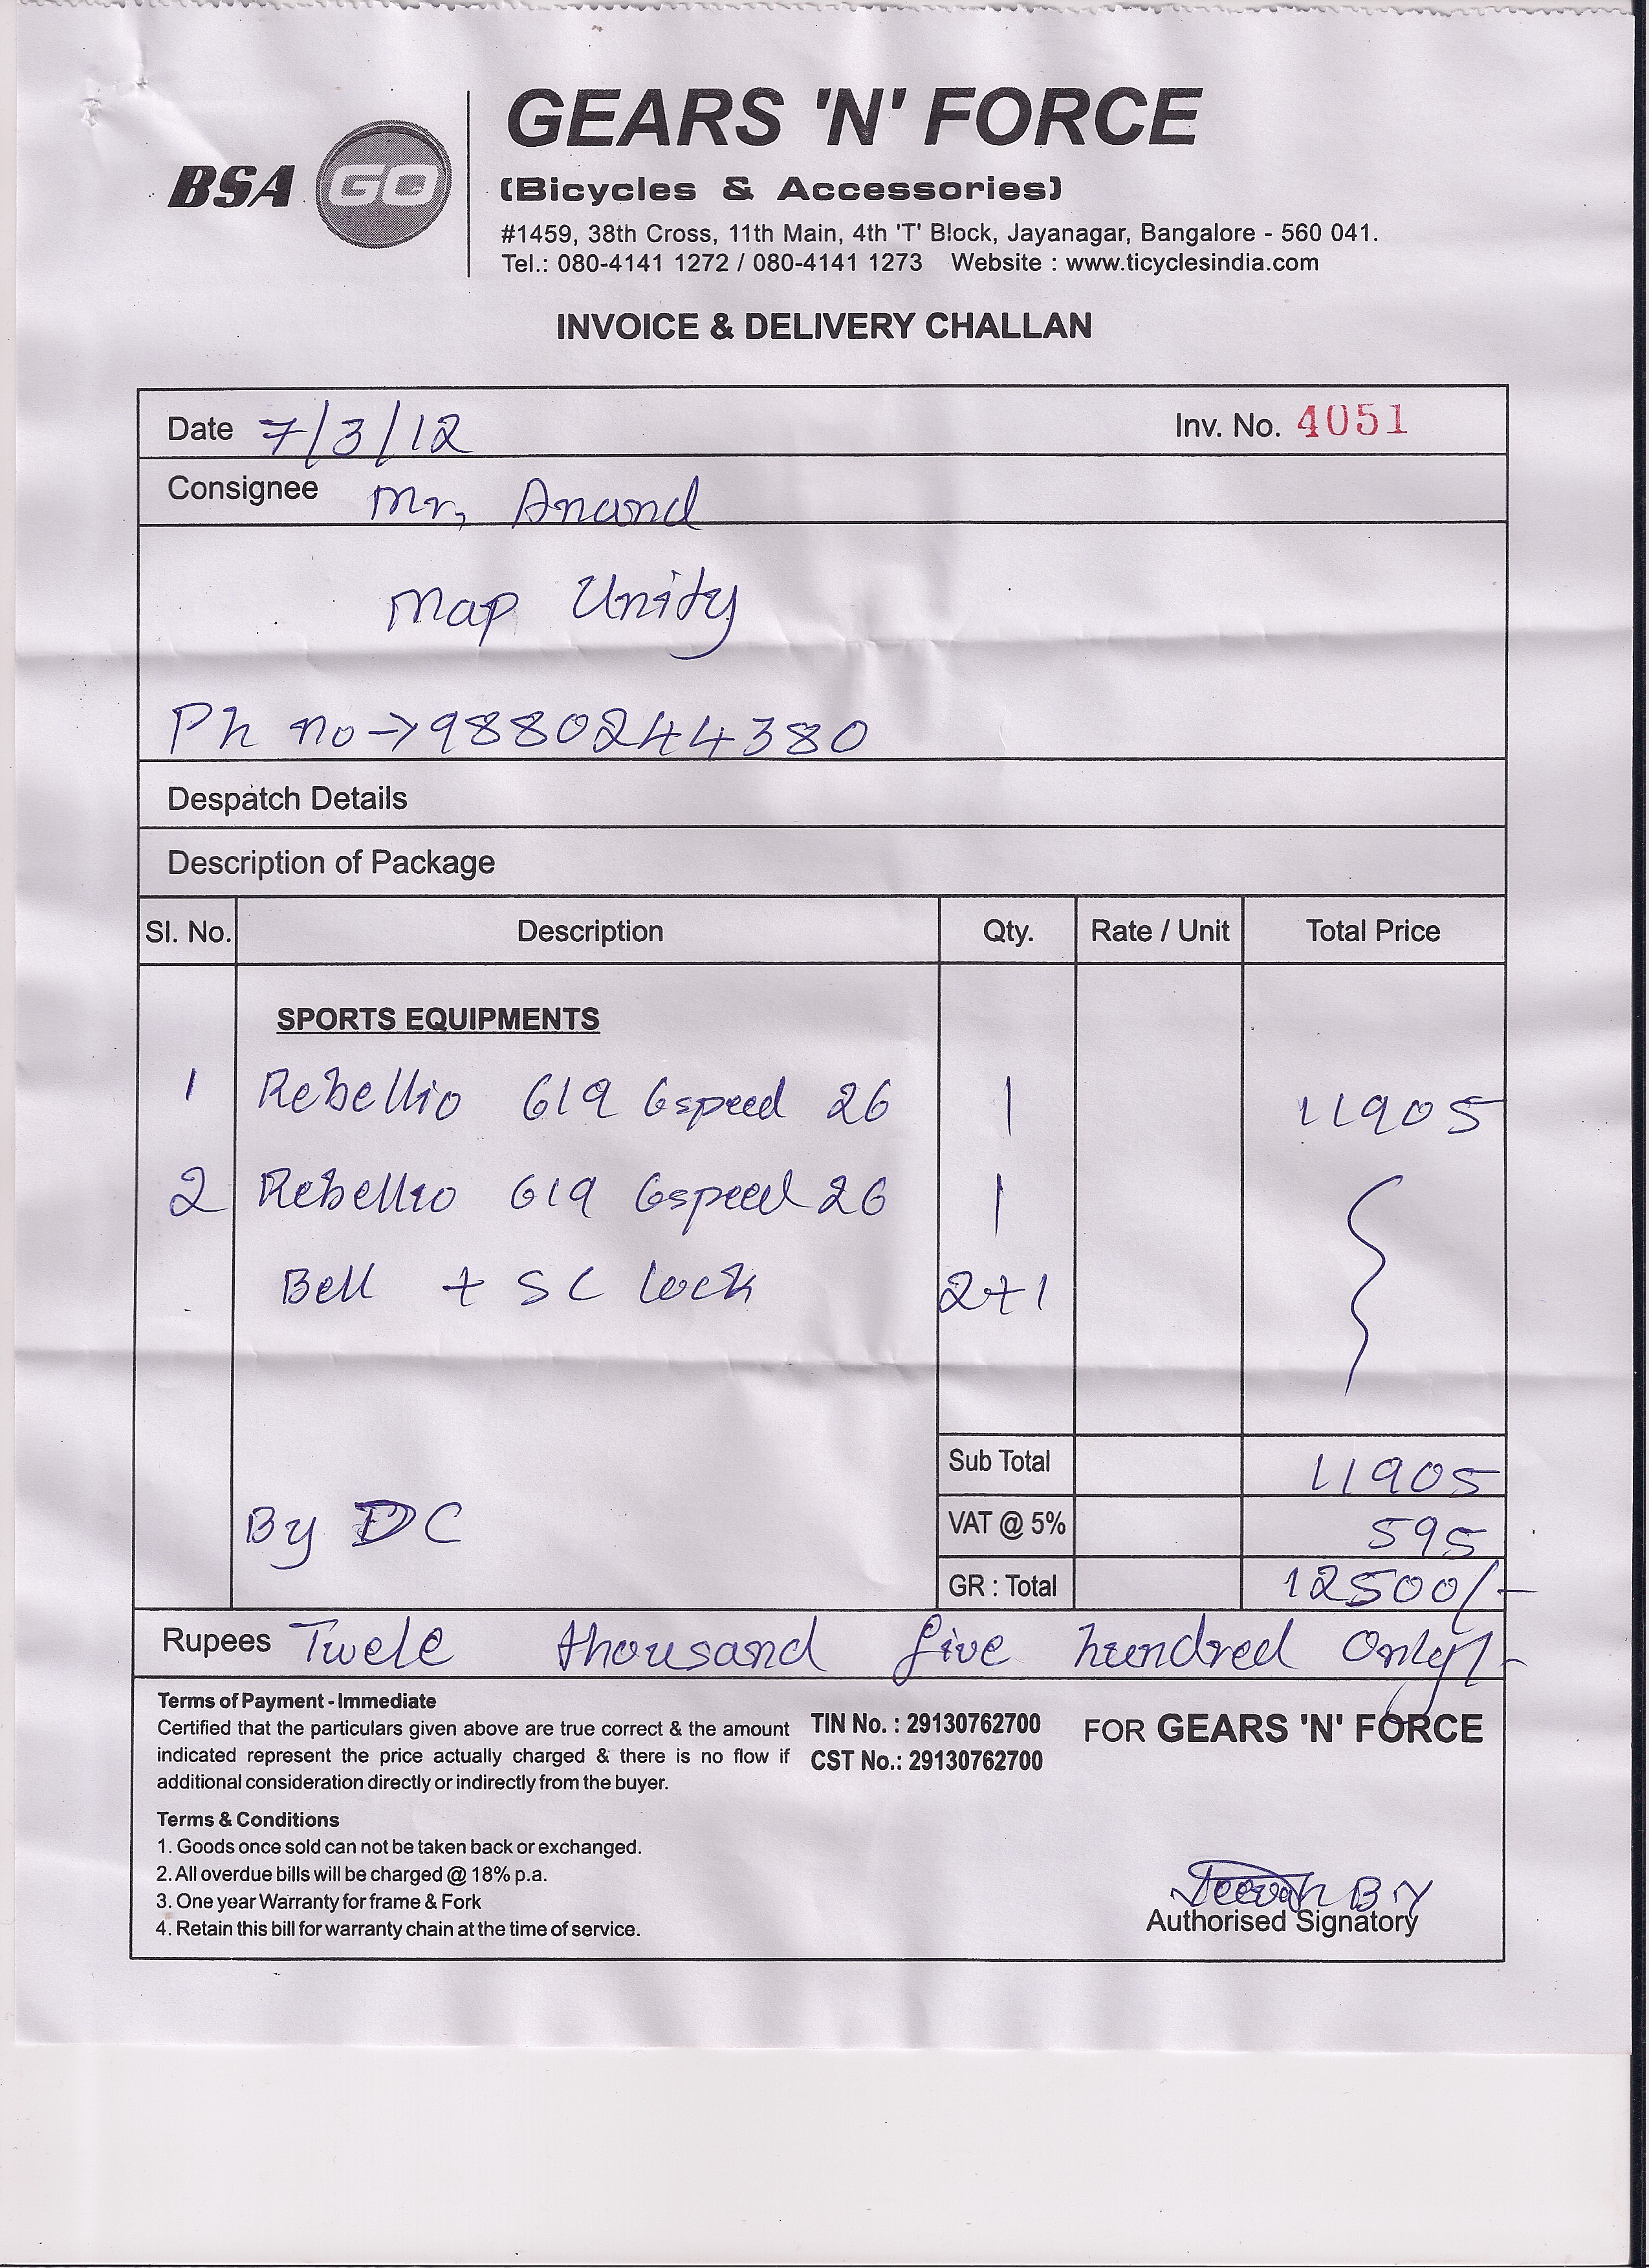 BSA GO
GEARS 'N' FORCE
(Bicycles & Accessories)
#1459, 38th Cross, 11th Main, 4th 'T' Block, Jayanagar, Bangalore - 560 041.
Tel.: 080-4141 1272 / 080-4141 1273 Website : www.ticyclesindia.com
INVOICE & DELIVERY CHALLAN
Date 7/3/12 Inv. No. 4051
Consignee Mr, Anand
Map Unity
Ph no→9880244380
Despatch Details
Description of Package
Sl. No. Description Qty. Rate / Unit Total Price
SPORTS EQUIPMENTS
1 Rebellio 619 6speed 26 1 11905
2 Rebellio 619 6speed 26 1
Bell + SC lock 2+1
Sub Total 11905
By DC VAT @ 5% 595
GR : Total 12500/-
Rupees Twele thousand five hundred Only/-
Terms of Payment - Immediate
Certified that the particulars given above are true correct & the amount
indicated represent the price actually charged & there is no flow if
additional consideration directly or indirectly from the buyer.
TIN No. : 29130762700
CST No.: 29130762700
FOR GEARS 'N' FORCE
Terms & Conditions
1. Goods once sold can not be taken back or exchanged.
2. All overdue bills will be charged @ 18% p.a.
3. One year Warranty for frame & Fork
4. Retain this bill for warranty chain at the time of service.
Authorised Signatory